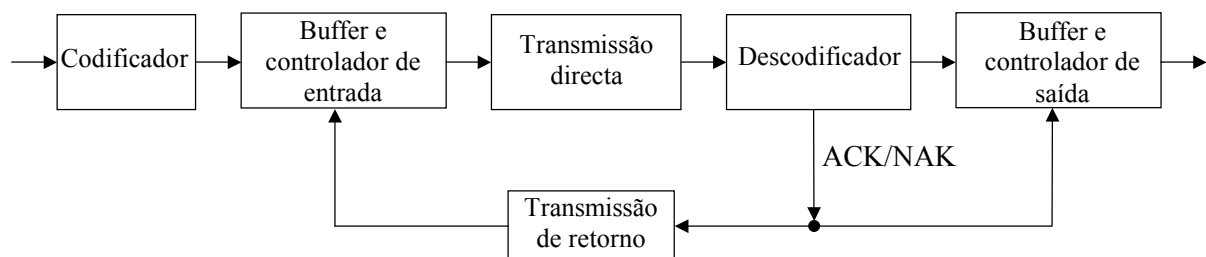 Codificador
Buffer e
controlador de
entrada
Transmissão
directa
Descodificador
Buffer e
controlador de
saída
ACK/NAK
Transmissão
de retorno